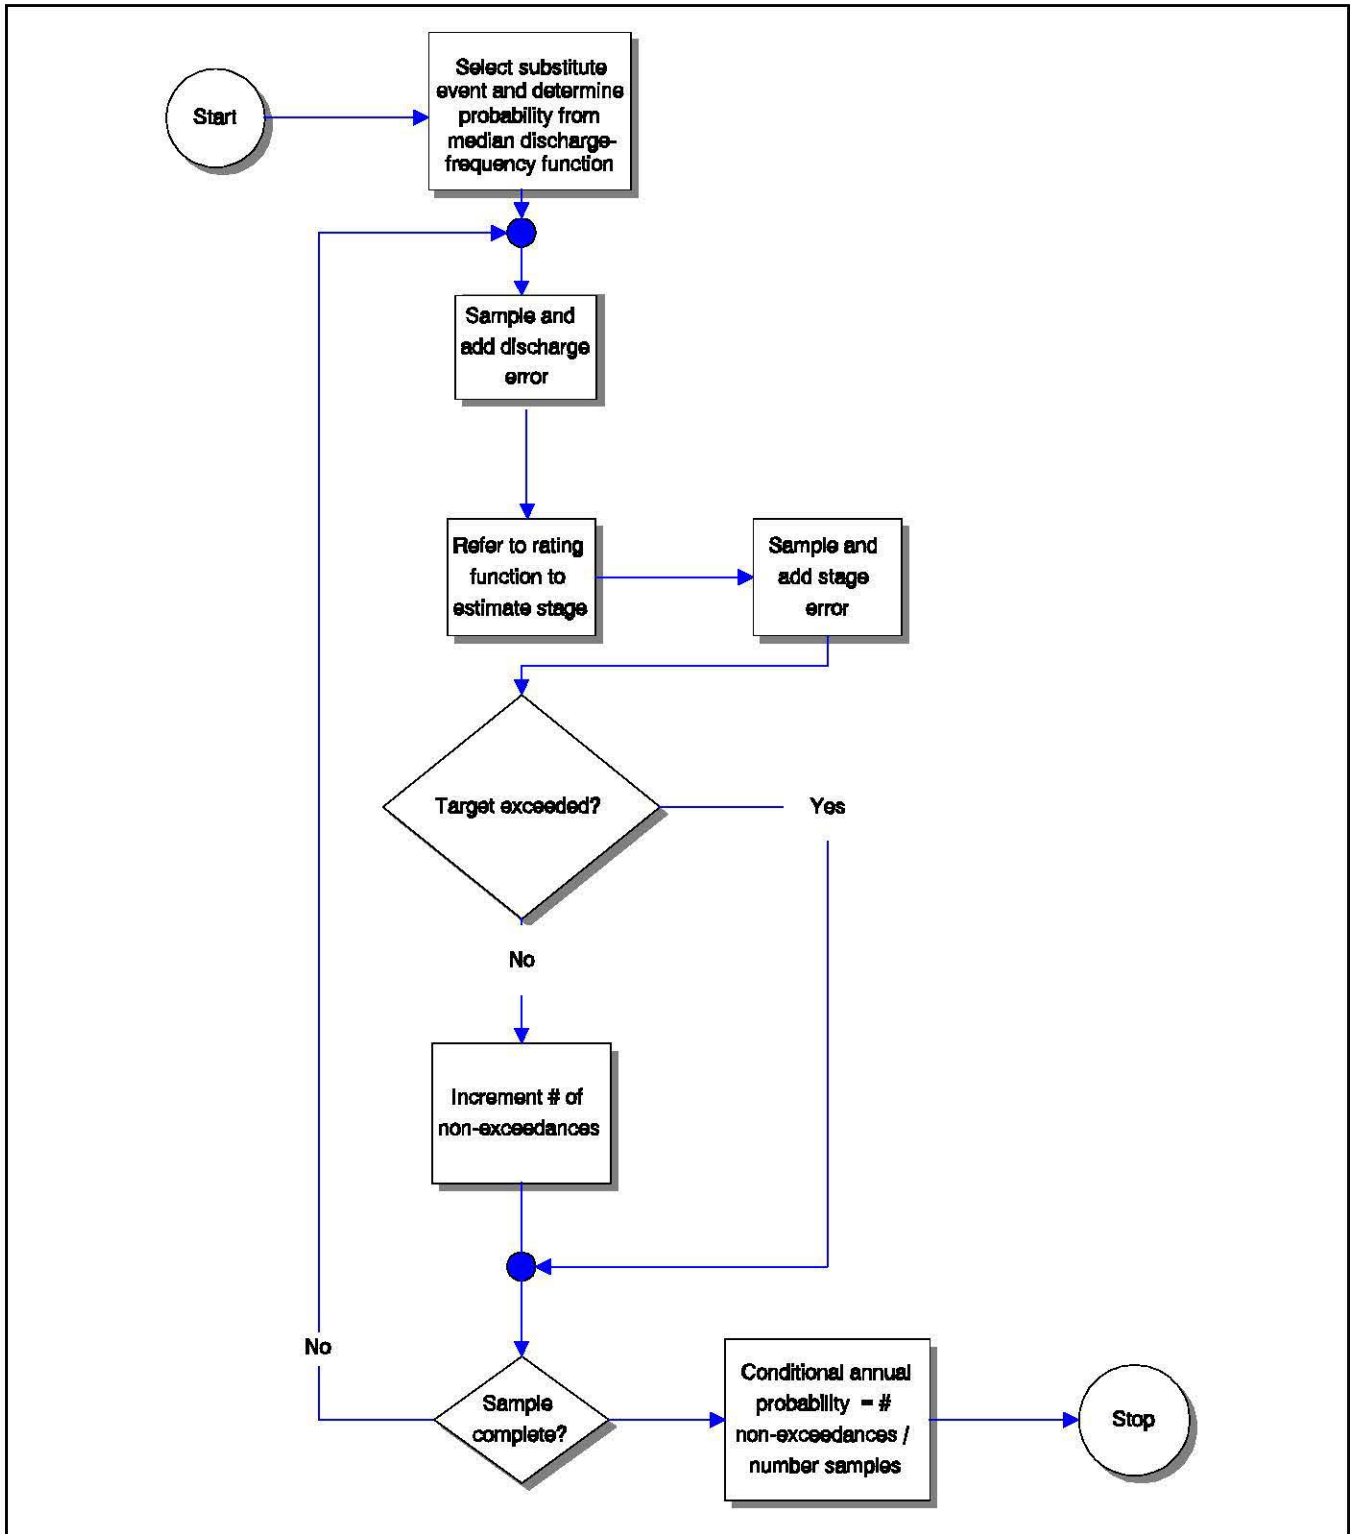 Start
Select substitute
event and determine
probability from
median discharge-
frequency function
Sample and
add discharge
error
Refer to rating
function to
estimate stage
Sample and
add stage
error
Target exceeded?
Yes
No
Increment # of
non-exceedances
No
Sample
complete?
Conditional annual
probability = #
non-exceedances /
number samples
Stop